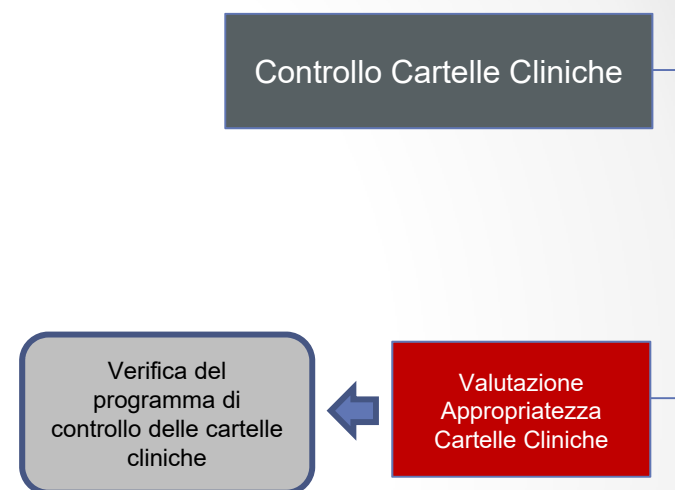 Controllo Cartelle Cliniche
Verifica del
programma di
controllo delle cartelle
cliniche
Valutazione
Appropriatezza
Cartelle Cliniche